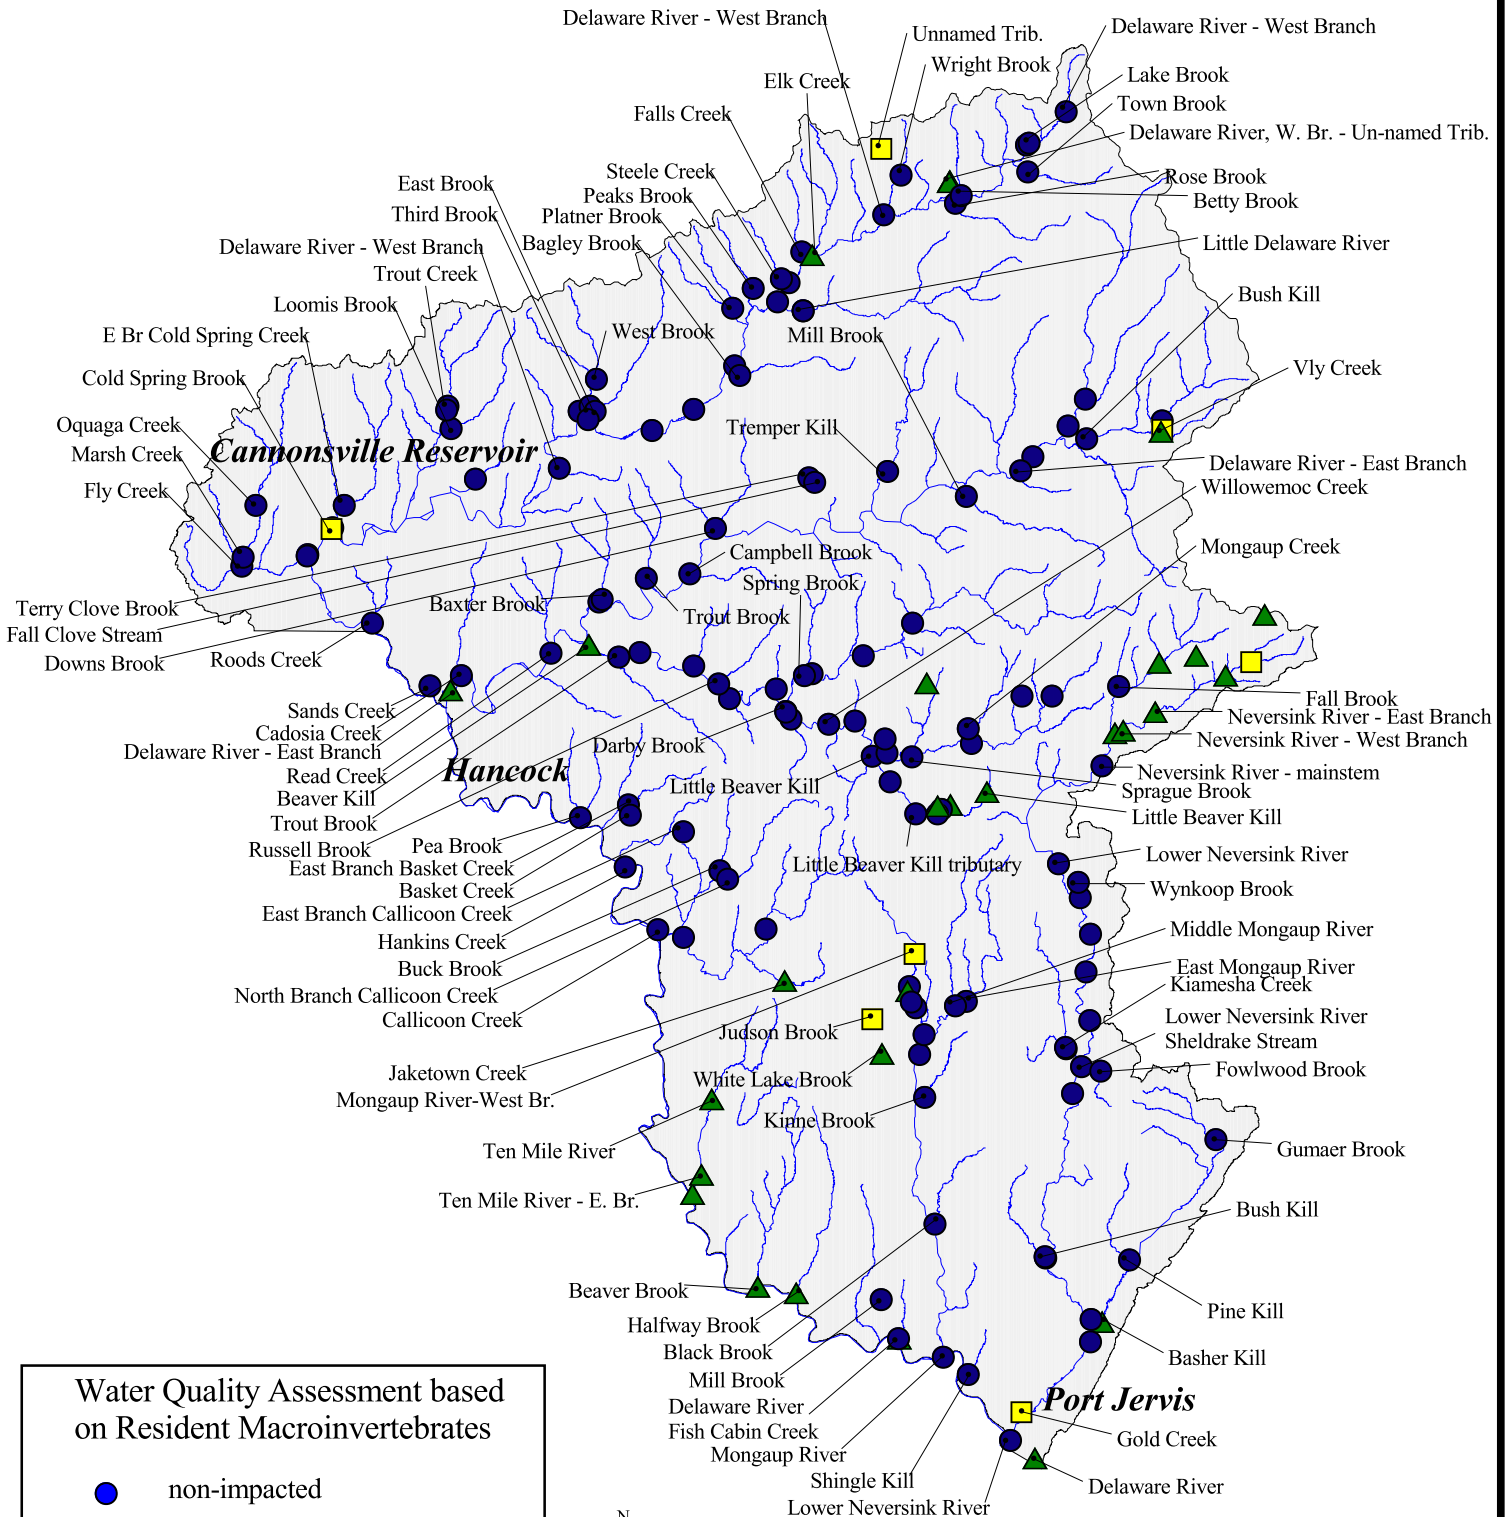 Delaware River - West Branch
Unnamed Trib.
Delaware River - West Branch
Wright Brook
Elk Creek
Lake Brook
Town Brook
Falls Creek
Delaware River, W. Br. - Un-named Trib.
Steele Creek
Rose Brook
East Brook
Peaks Brook
Betty Brook
Third Brook
Platner Brook
Delaware River - West Branch
Bagley Brook
Little Delaware River
Trout Creek
Loomis Brook
Bush Kill
E Br Cold Spring Creek
West Brook
Mill Brook
Cold Spring Brook
Vly Creek
Oquaga Creek
Tremper Kill
Cannonsville Reservoir
Marsh Creek
Delaware River - East Branch
Fly Creek
Willowemoc Creek
Mongaup Creek
Campbell Brook
Spring Brook
Terry Clove Brook
Baxter Brook
Trout Brook
Fall Clove Stream
Downs Brook
Roods Creek
Fall Brook
Sands Creek
Neversink River - East Branch
Cadosia Creek
Neversink River - West Branch
Delaware River - East Branch
Darby Brook
Hancock
Read Creek
Neversink River - mainstem
Little Beaver Kill
Sprague Brook
Beaver Kill
Little Beaver Kill
Trout Brook
Russell Brook
Pea Brook
Lower Neversink River
East Branch Basket Creek
Little Beaver Kill tributary
Basket Creek
Wynkoop Brook
East Branch Callicoon Creek
Middle Mongaup River
Hankins Creek
Buck Brook
East Mongaup River
Kiamesha Creek
North Branch Callicoon Creek
Callicoon Creek
Lower Neversink River
Judson Brook
Sheldrake Stream
Jaketown Creek
White Lake Brook
Fowlwood Brook
Mongaup River-West Br.
Kinne Brook
Ten Mile River
Gumaer Brook
Ten Mile River - E. Br.
Bush Kill
Beaver Brook
Pine Kill
Halfway Brook
Black Brook
Basher Kill
Mill Brook
Port Jervis
Delaware River
Fish Cabin Creek
Gold Creek
Mongaup River
Shingle Kill
Delaware River
Lower Neversink River
Water Quality Assessment based
on Resident Macroinvertebrates
non-impacted
N